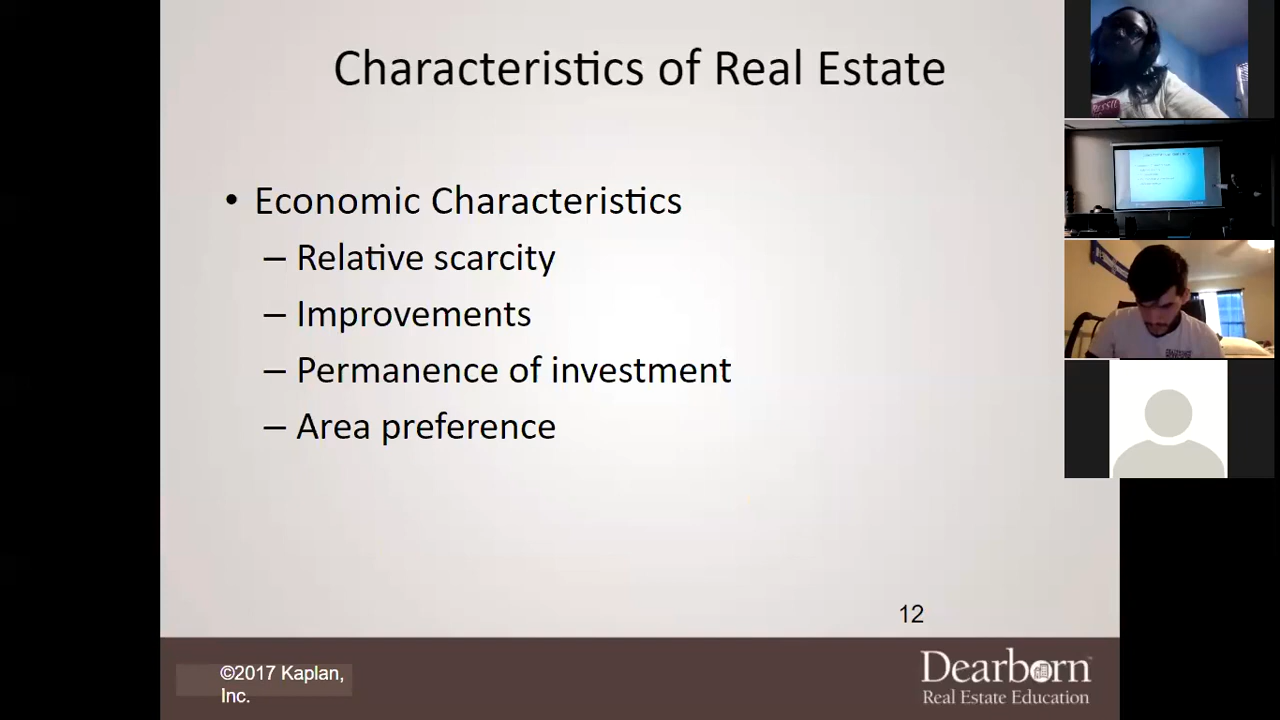 Characteristics of Real Estate
• Economic Characteristics
– Relative scarcity
– Improvements
– Permanence of investment
– Area preference
12
©2017 Kaplan,
Inc.
Dearborn
Real Estate Education